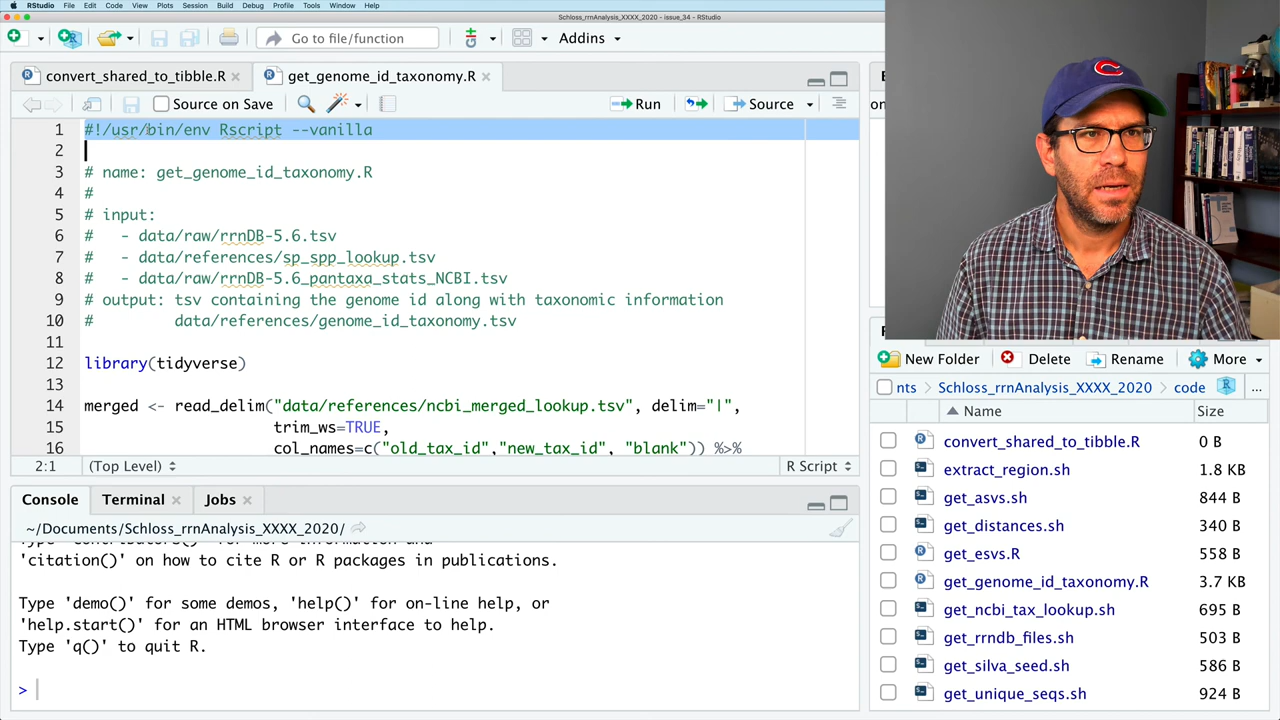 RStudio File Edit Code View Plots Session Build Debug Profile Tools Window Help
Schloss_rrnAnalysis_XXXX_2020 - issue_34 - RStudio
Go to file/function
Addins
convert_shared_to_tibble.R
get_genome_id_taxonomy.R
Source on Save
Run
Source
1 #!/usr/bin/env Rscript --vanilla
2
3 # name: get_genome_id_taxonomy.R
4 #
5 # input:
6 #   - data/raw/rrnDB-5.6.tsv
7 #   - data/references/sp_spp_lookup.tsv
8 #   - data/raw/rrnDB-5.6_pantaxa_stats_NCBI.tsv
9 # output: tsv containing the genome id along with taxonomic information
10 #         data/references/genome_id_taxonomy.tsv
11
12 library(tidyverse)
13
14 merged <- read_delim("data/references/ncbi_merged_lookup.tsv", delim="|",
15 trim_ws=TRUE,
16 col_names=c("old_tax_id","new_tax_id", "blank")) %>%
2:1 (Top Level) R Script
Console Terminal Jobs
~/Documents/Schloss_rrnAnalysis_XXXX_2020/
'citation()' on how to cite R or R packages in publications.
Type 'demo()' for some demos, 'help()' for on-line help, or
'help.start()' for an HTML browser interface to help.
Type 'q()' to quit R.
>
New Folder Delete Rename More
nts Schloss_rrnAnalysis_XXXX_2020 code ...
Name Size
convert_shared_to_tibble.R 0 B
extract_region.sh 1.8 KB
get_asvs.sh 844 B
get_distances.sh 340 B
get_esvs.R 558 B
get_genome_id_taxonomy.R 3.7 KB
get_ncbi_tax_lookup.sh 695 B
get_rrndb_files.sh 503 B
get_silva_seed.sh 586 B
get_unique_seqs.sh 924 B